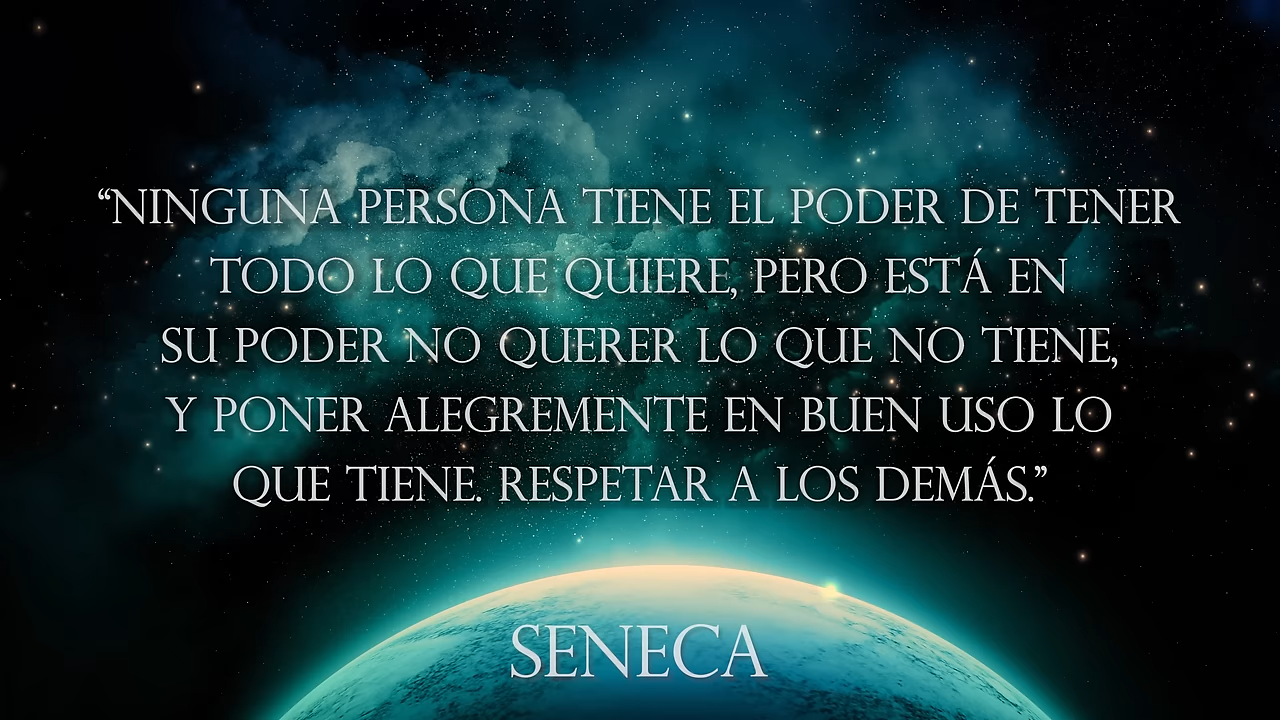 “NINGUNA PERSONA TIENE EL PODER DE TENER
TODO LO QUE QUIERE, PERO ESTÁ EN
SU PODER NO QUERER LO QUE NO TIENE,
Y PONER ALEGREMENTE EN BUEN USO LO
QUE TIENE. RESPETAR A LOS DEMÁS.”
SENECA